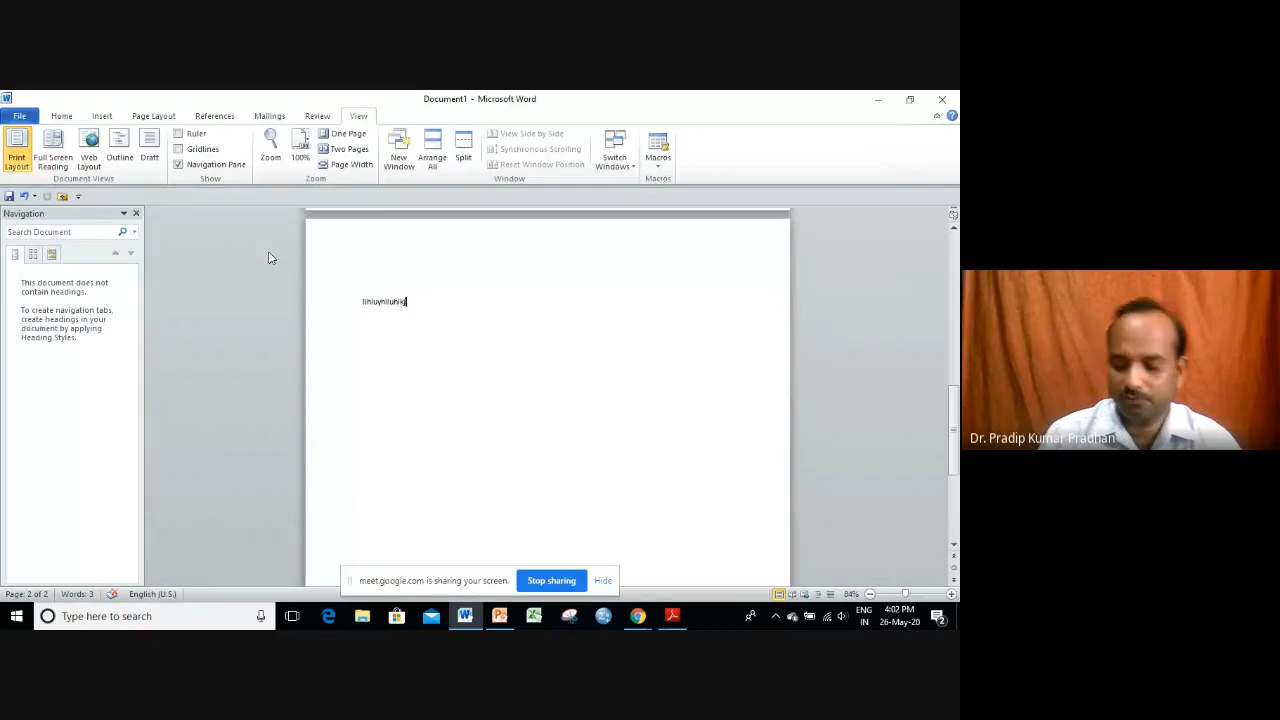 Document1 - Microsoft Word
File Home Insert Page Layout References Mailings Review View
Print Layout
Full Screen Reading
Web Layout
Outline
Draft
Document Views
Ruler
Gridlines
Navigation Pane
Show
Zoom
100%
One Page
Two Pages
Page Width
Zoom
New Window
Arrange All
Split
View Side by Side
Synchronous Scrolling
Reset Window Position
Window
Switch Windows
Macros
Macros
Navigation
Search Document
This document does not
contain headings.
To create navigation tabs,
create headings in your
document by applying
Heading Styles.
Dr. Pradip Kumar Pradhan
meet.google.com is sharing your screen.
Stop sharing
Hide
Page: 2 of 2
Words: 3
English (U.S.)
84%
Type here to search
ENG
IN
4:02 PM
26-May-20
2